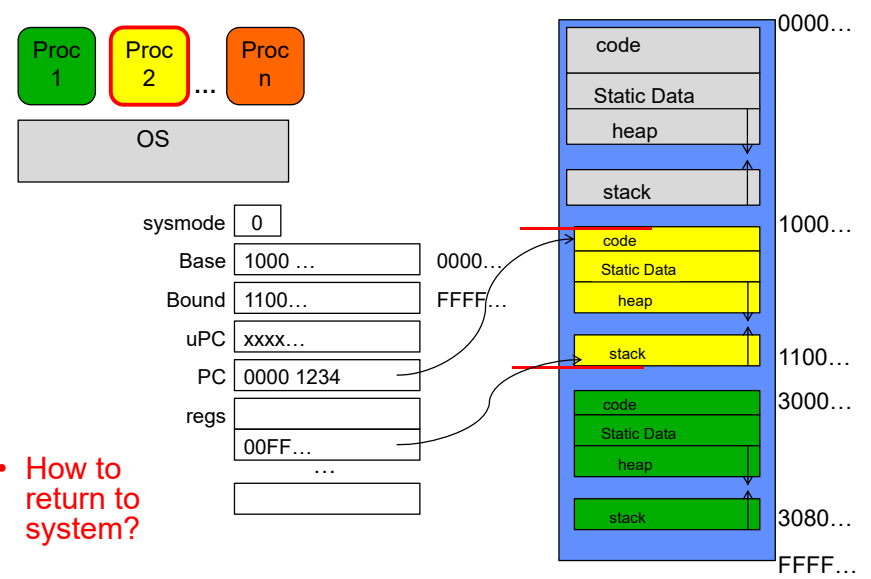 Proc
1
Proc
2
...
Proc
n
OS
sysmode 0
Base 1000 ... 0000...
Bound 1100... FFFF...
uPC xxxx...
PC 0000 1234
regs
00FF...
...
• How to
return to
system?
0000...
code
Static Data
heap
stack
1000...
code
Static Data
heap
stack
1100...
3000...
code
Static Data
heap
stack
3080...
FFFF...